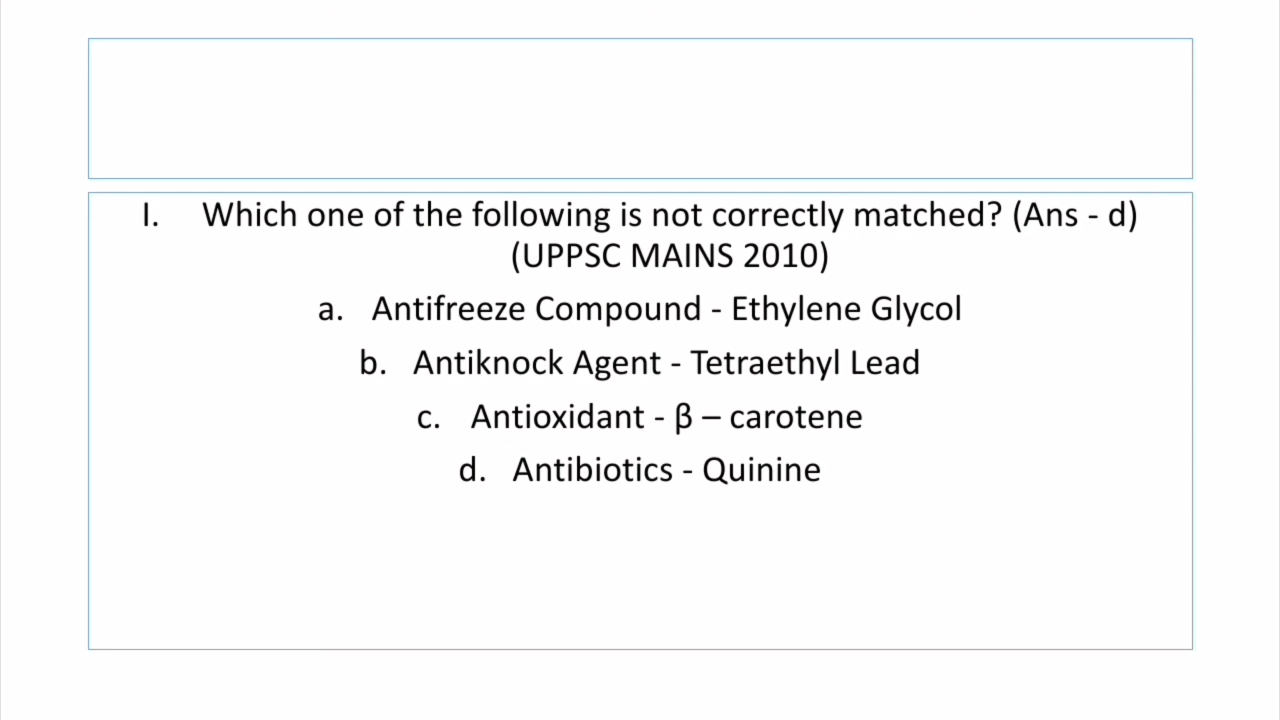 I. Which one of the following is not correctly matched? (Ans - d)
(UPPSC MAINS 2010)
a. Antifreeze Compound - Ethylene Glycol
b. Antiknock Agent - Tetraethyl Lead
c. Antioxidant - β – carotene
d. Antibiotics - Quinine